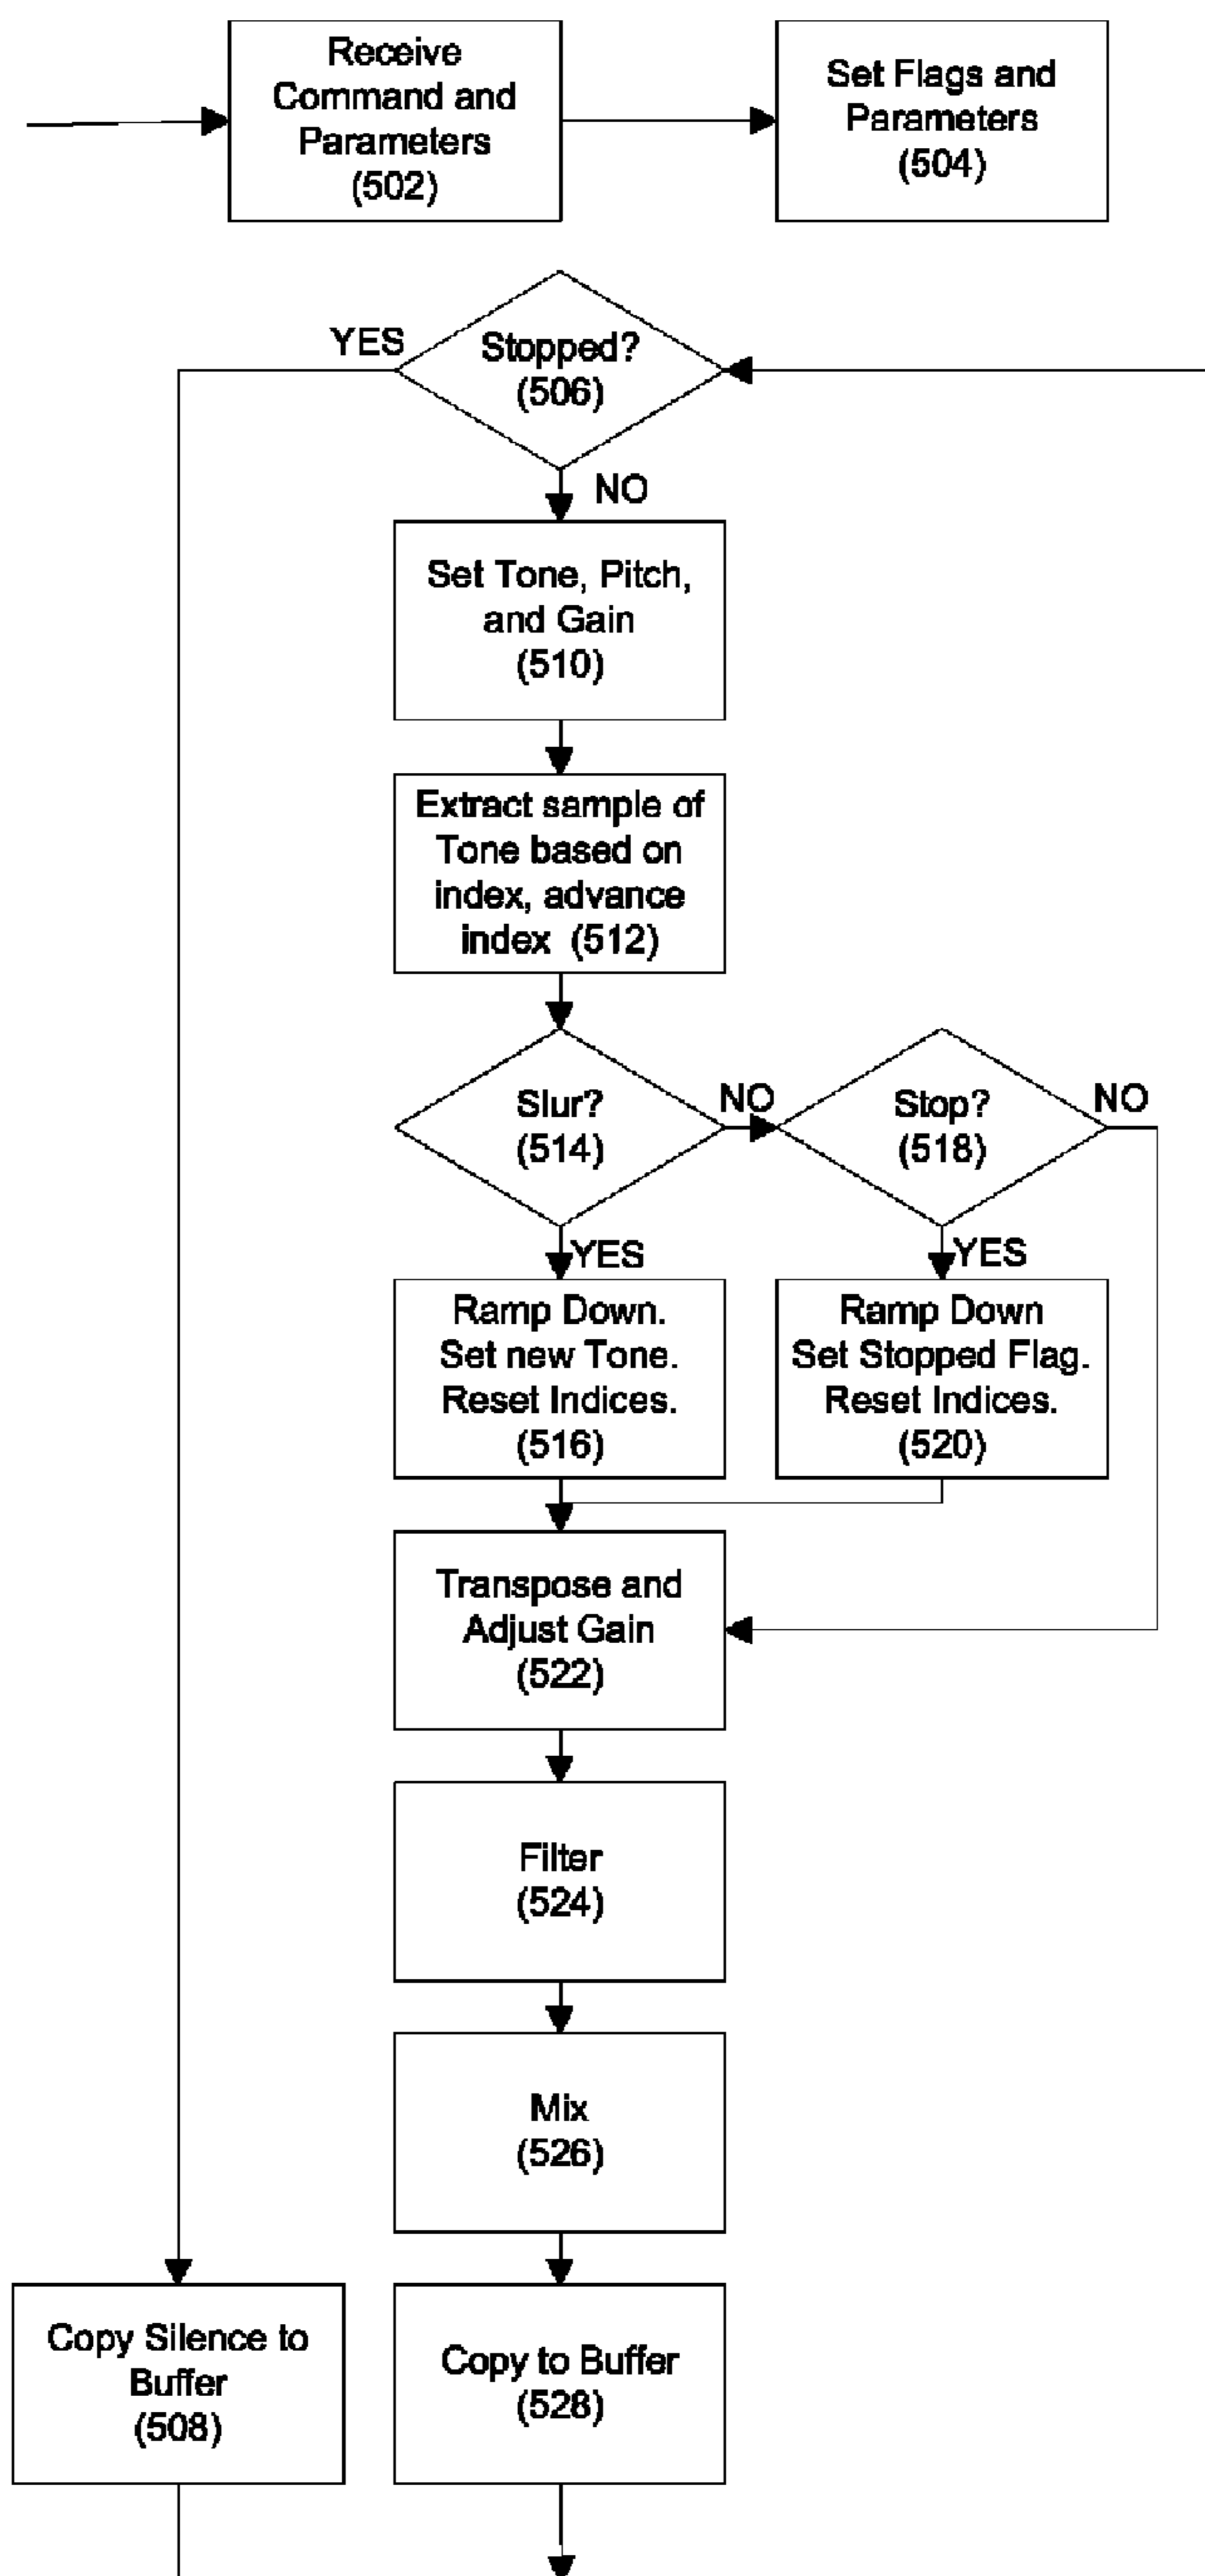 Receive
Command and
Parameters
(502)
Set Flags and
Parameters
(504)
YES
Stopped?
(506)
NO
Set Tone, Pitch,
and Gain
(510)
Extract sample of
Tone based on
index, advance
index (512)
Slur?
(514)
NO
Stop?
(518)
NO
YES
YES
Ramp Down.
Set new Tone.
Reset Indices.
(516)
Ramp Down
Set Stopped Flag.
Reset Indices.
(520)
Transpose and
Adjust Gain
(522)
Filter
(524)
Mix
(526)
Copy Silence to
Buffer
(508)
Copy to Buffer
(528)